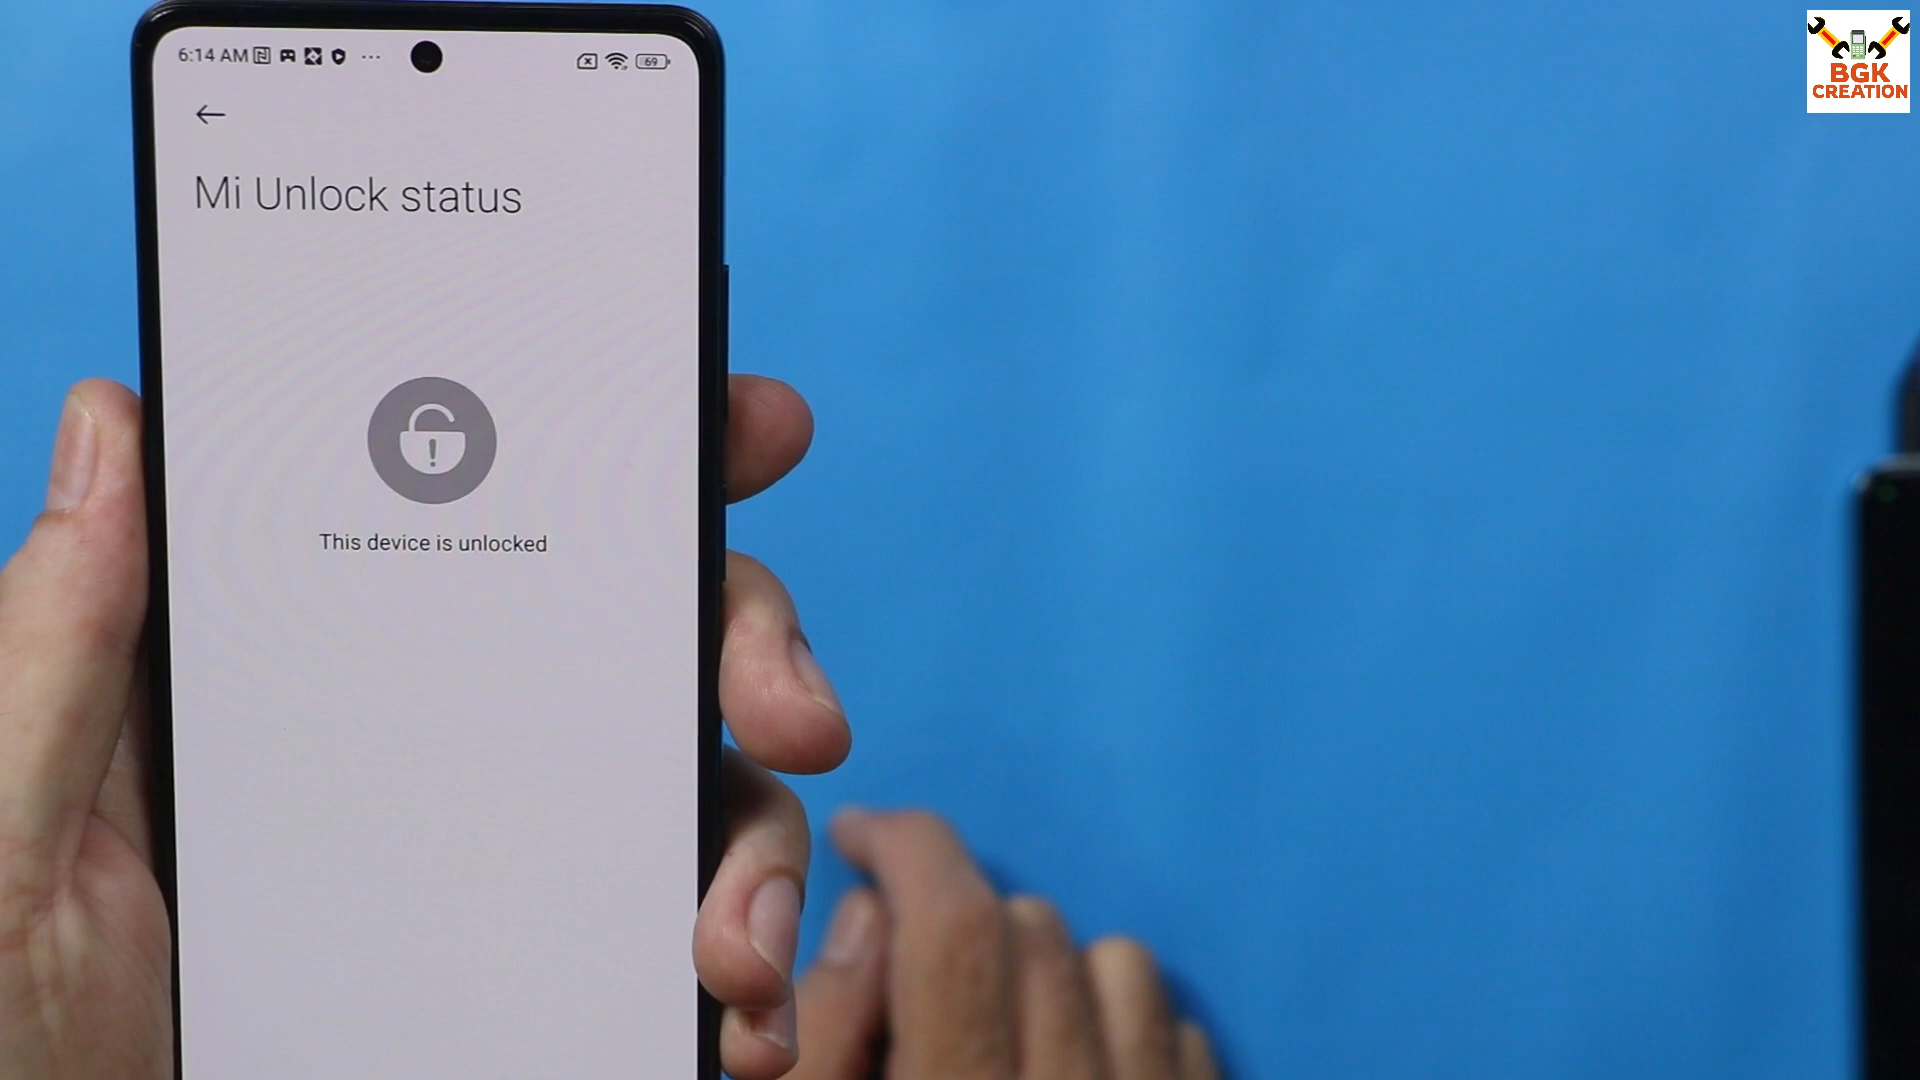 6:14 AM
69
Mi Unlock status
This device is unlocked
BGK
CREATION